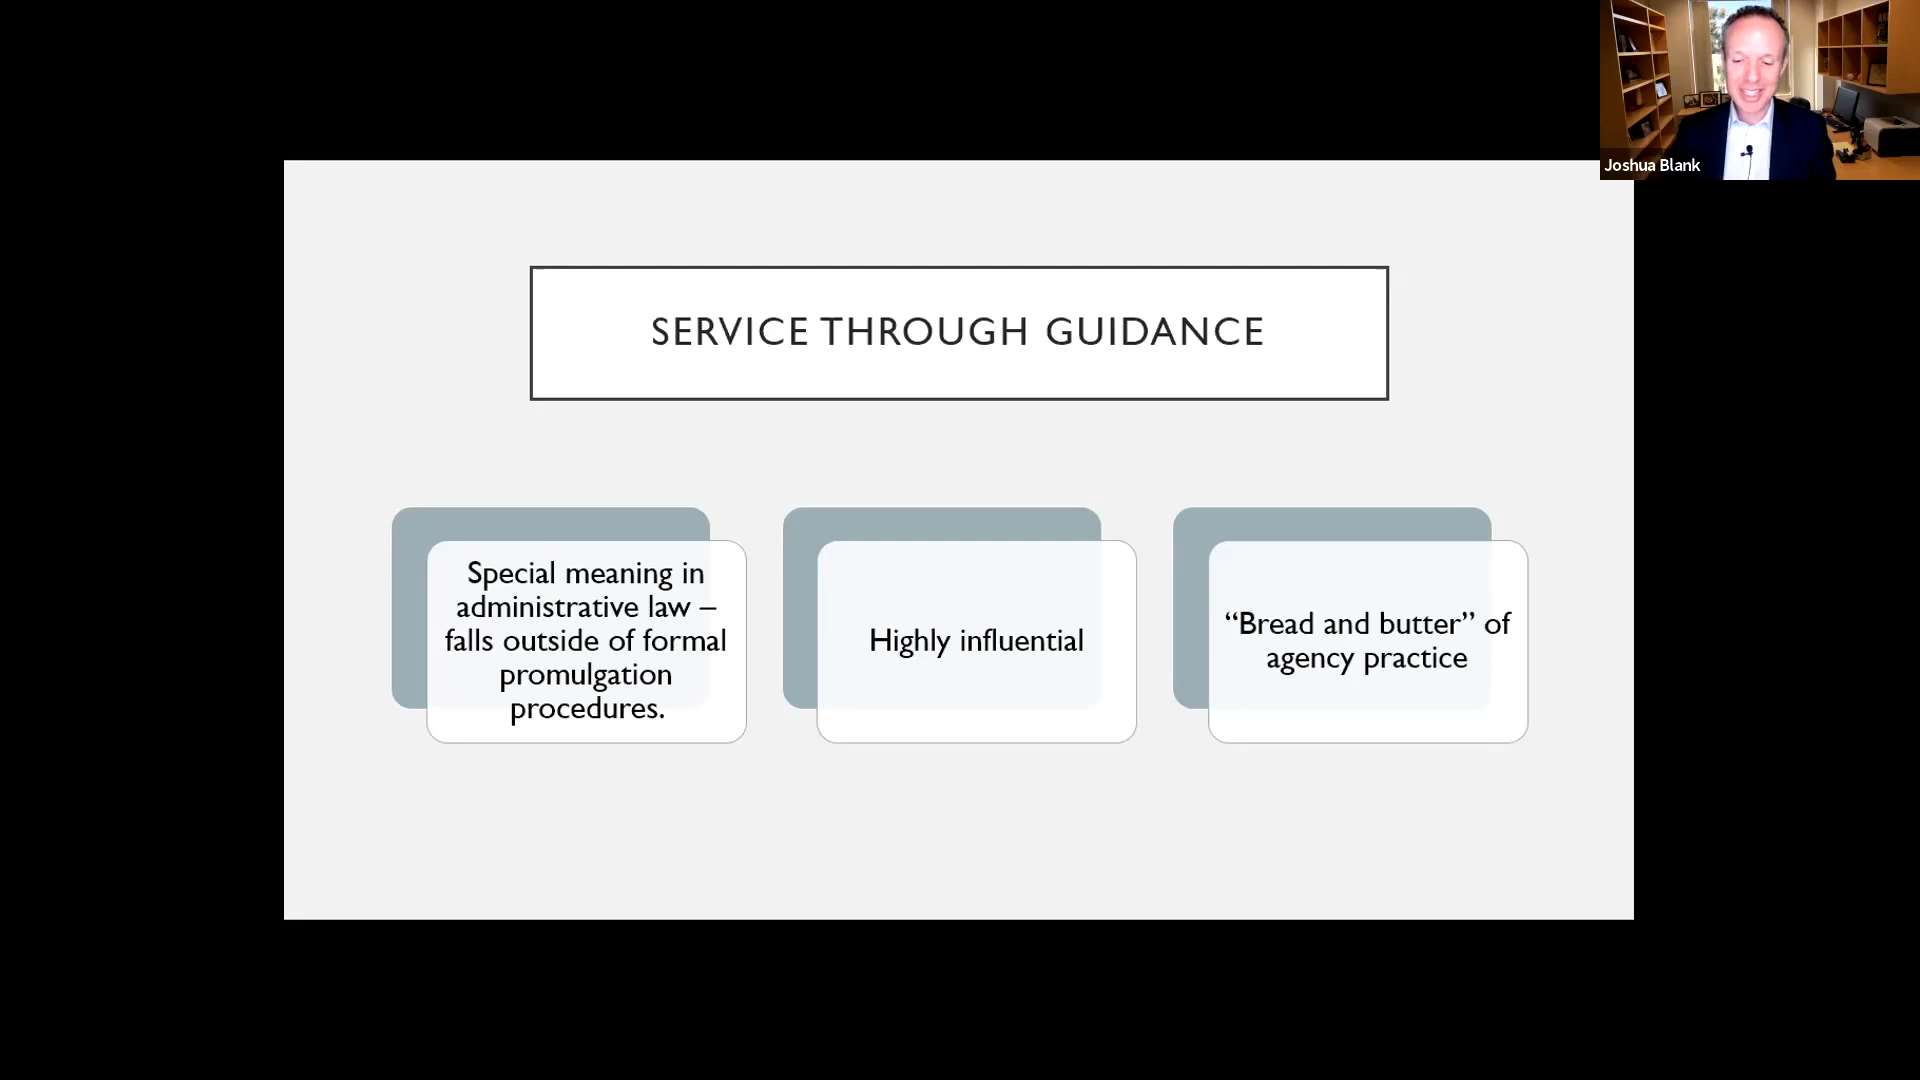 Joshua Blank
SERVICE THROUGH GUIDANCE
Special meaning in
administrative law –
falls outside of formal
promulgation
procedures.
Highly influential
“Bread and butter” of
agency practice